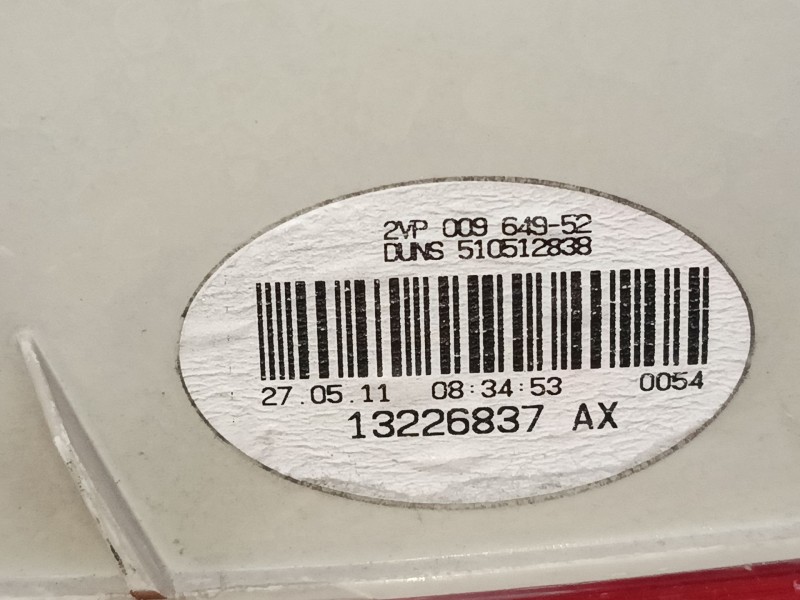 2VP 009 649-52
DUNS 510512838
27.05.11 08:34:53 0054
13226837 AX